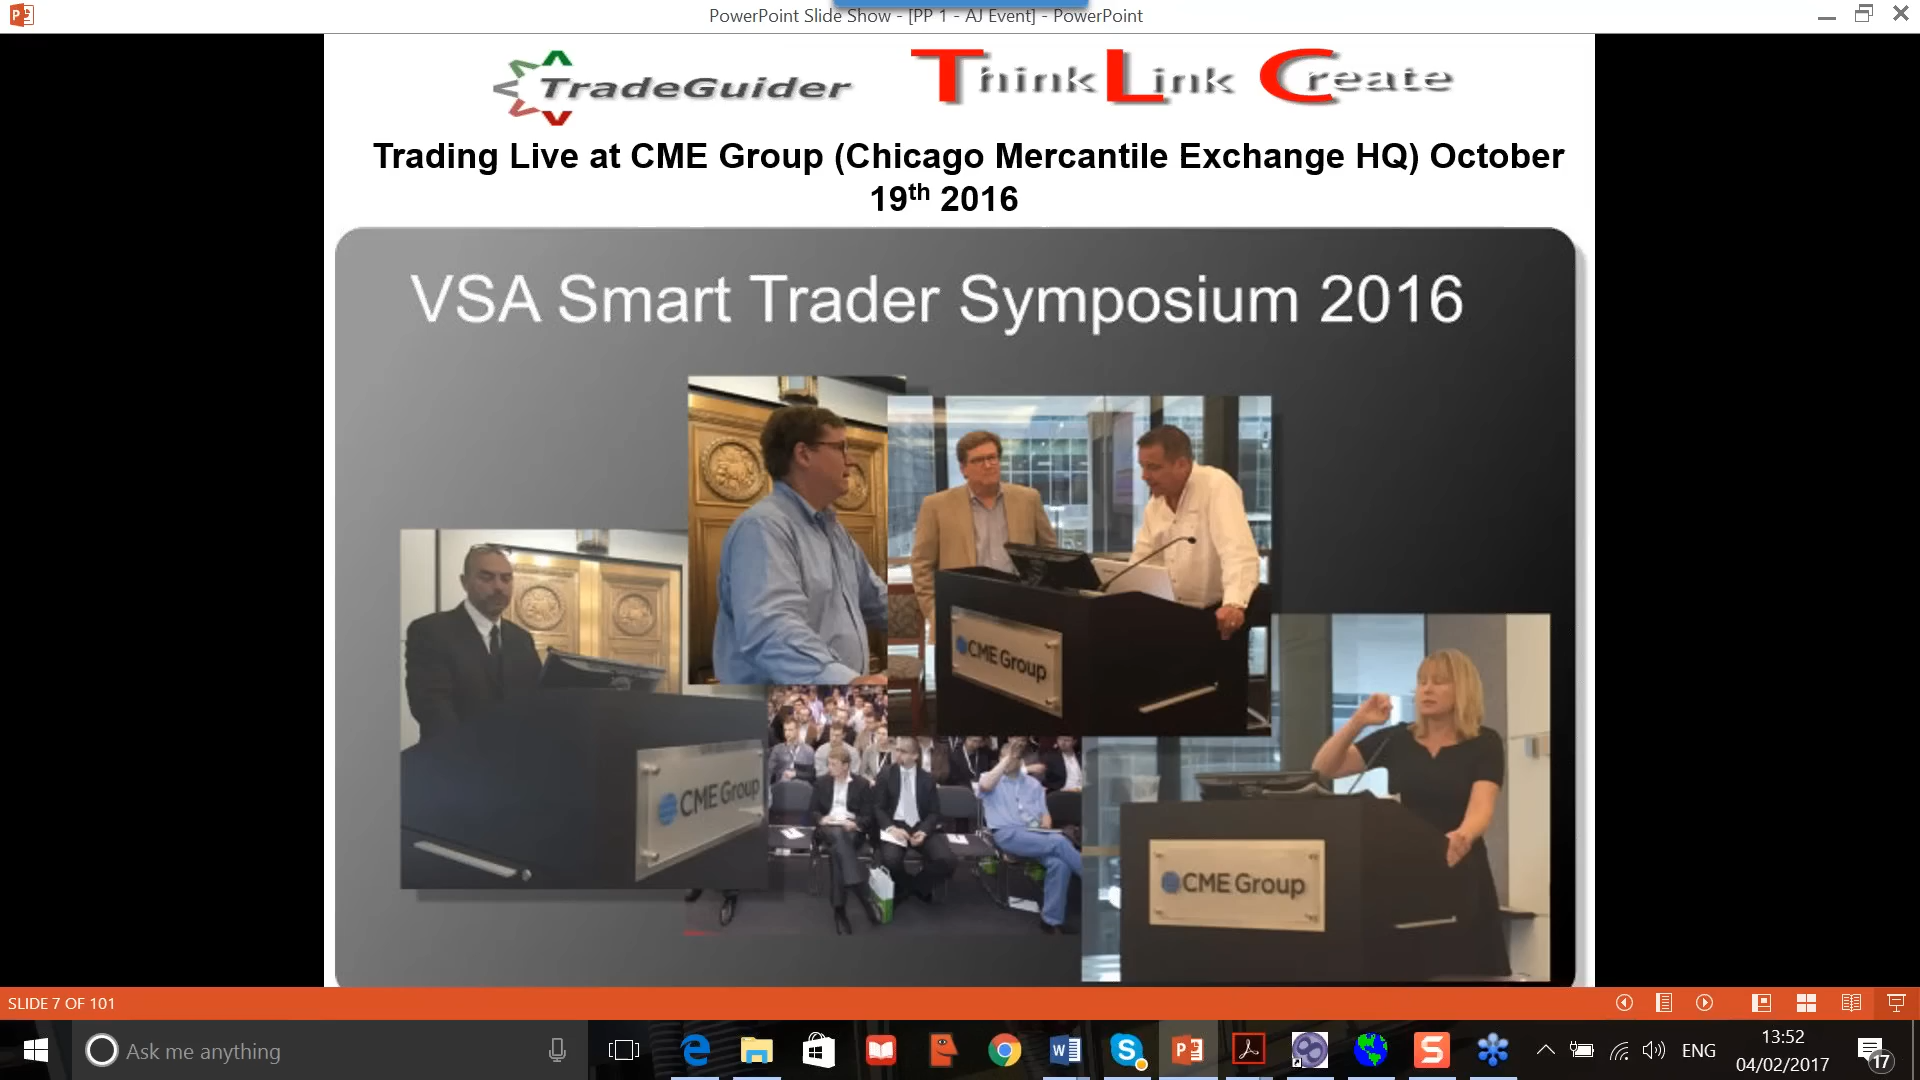 PowerPoint Slide Show - [PP 1 - AJ Event] - PowerPoint
TradeGuider
Think Link Create
Trading Live at CME Group (Chicago Mercantile Exchange HQ) October
19th 2016
VSA Smart Trader Symposium 2016
CME Group
CME Group
CME Group
SLIDE 7 OF 101
Ask me anything
ENG
13:52
04/02/2017
17